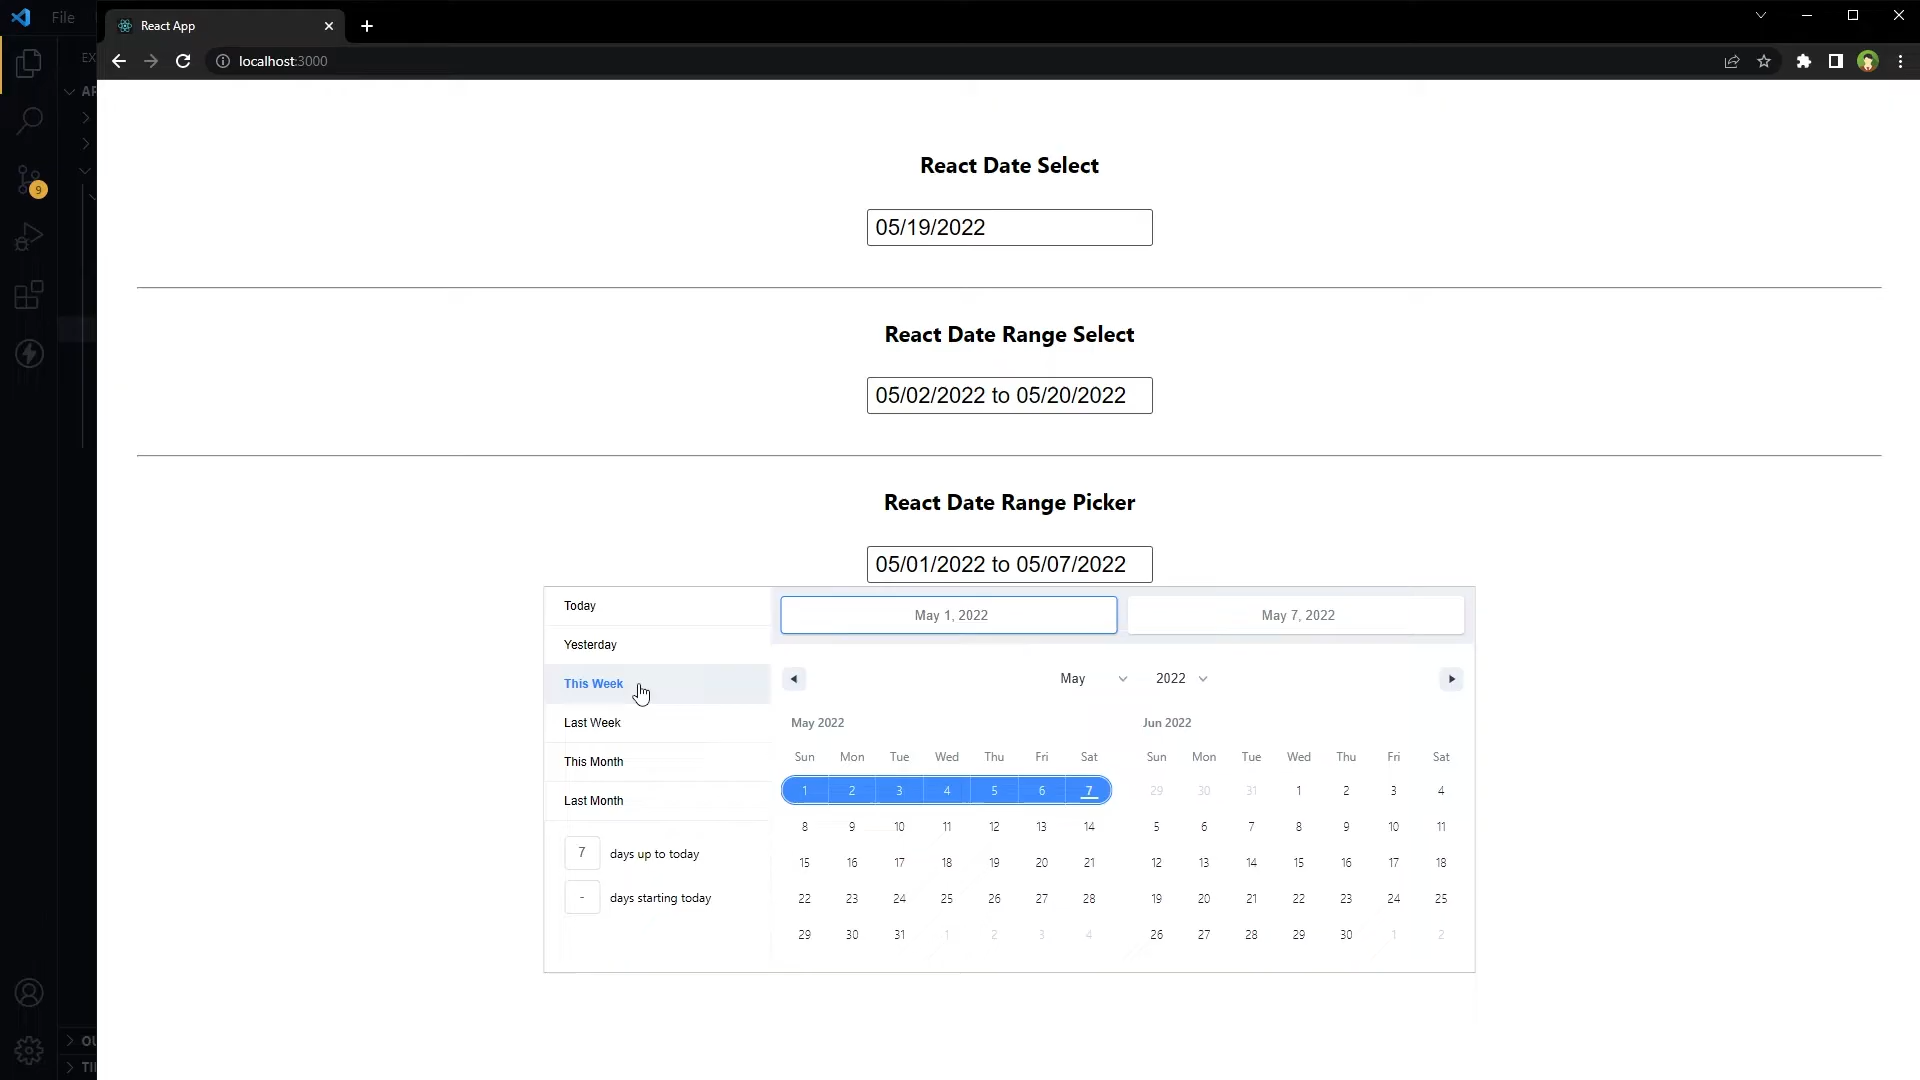 File
React App
localhost:3000
9
React Date Select
05/19/2022
React Date Range Select
05/02/2022 to 05/20/2022
React Date Range Picker
05/01/2022 to 05/07/2022
Today
Yesterday
This Week
Last Week
This Month
Last Month
7 days up to today
- days starting today
May 1, 2022 May 7, 2022
May 2022
May 2022 Jun 2022
Sun Mon Tue Wed Thu Fri Sat Sun Mon Tue Wed Thu Fri Sat
1 2 3 4 5 6 7 29 30 31 1 2 3 4
8 9 10 11 12 13 14 5 6 7 8 9 10 11
15 16 17 18 19 20 21 12 13 14 15 16 17 18
22 23 24 25 26 27 28 19 20 21 22 23 24 25
29 30 31 1 2 3 4 26 27 28 29 30 1 2